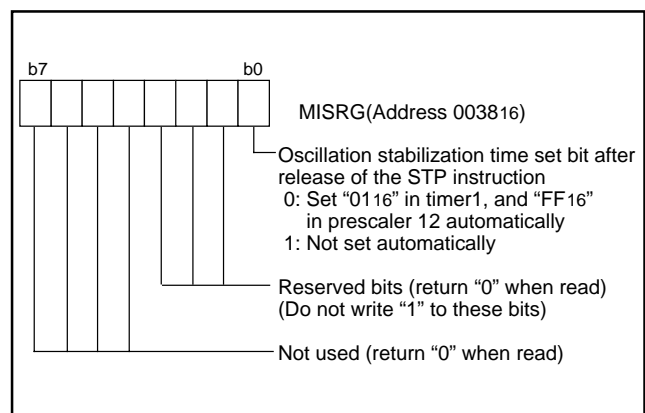 b7 b0
MISRG(Address 003816)
Oscillation stabilization time set bit after
release of the STP instruction
0: Set “0116” in timer1, and “FF16”
in prescaler 12 automatically
1: Not set automatically
Reserved bits (return “0” when read)
(Do not write “1” to these bits)
Not used (return “0” when read)